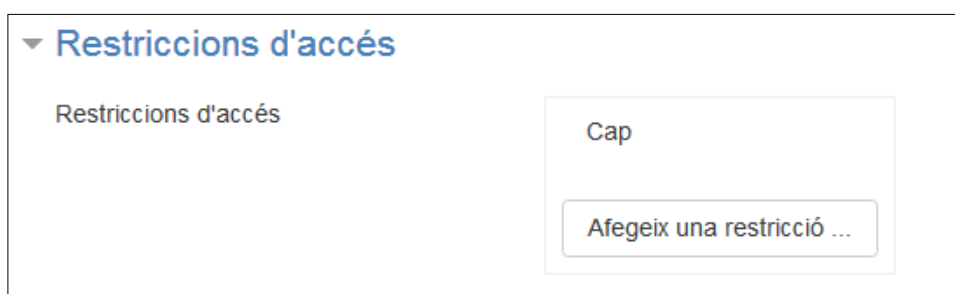 Restriccions d'accés
Restriccions d'accés
Cap
Afegeix una restricció ...